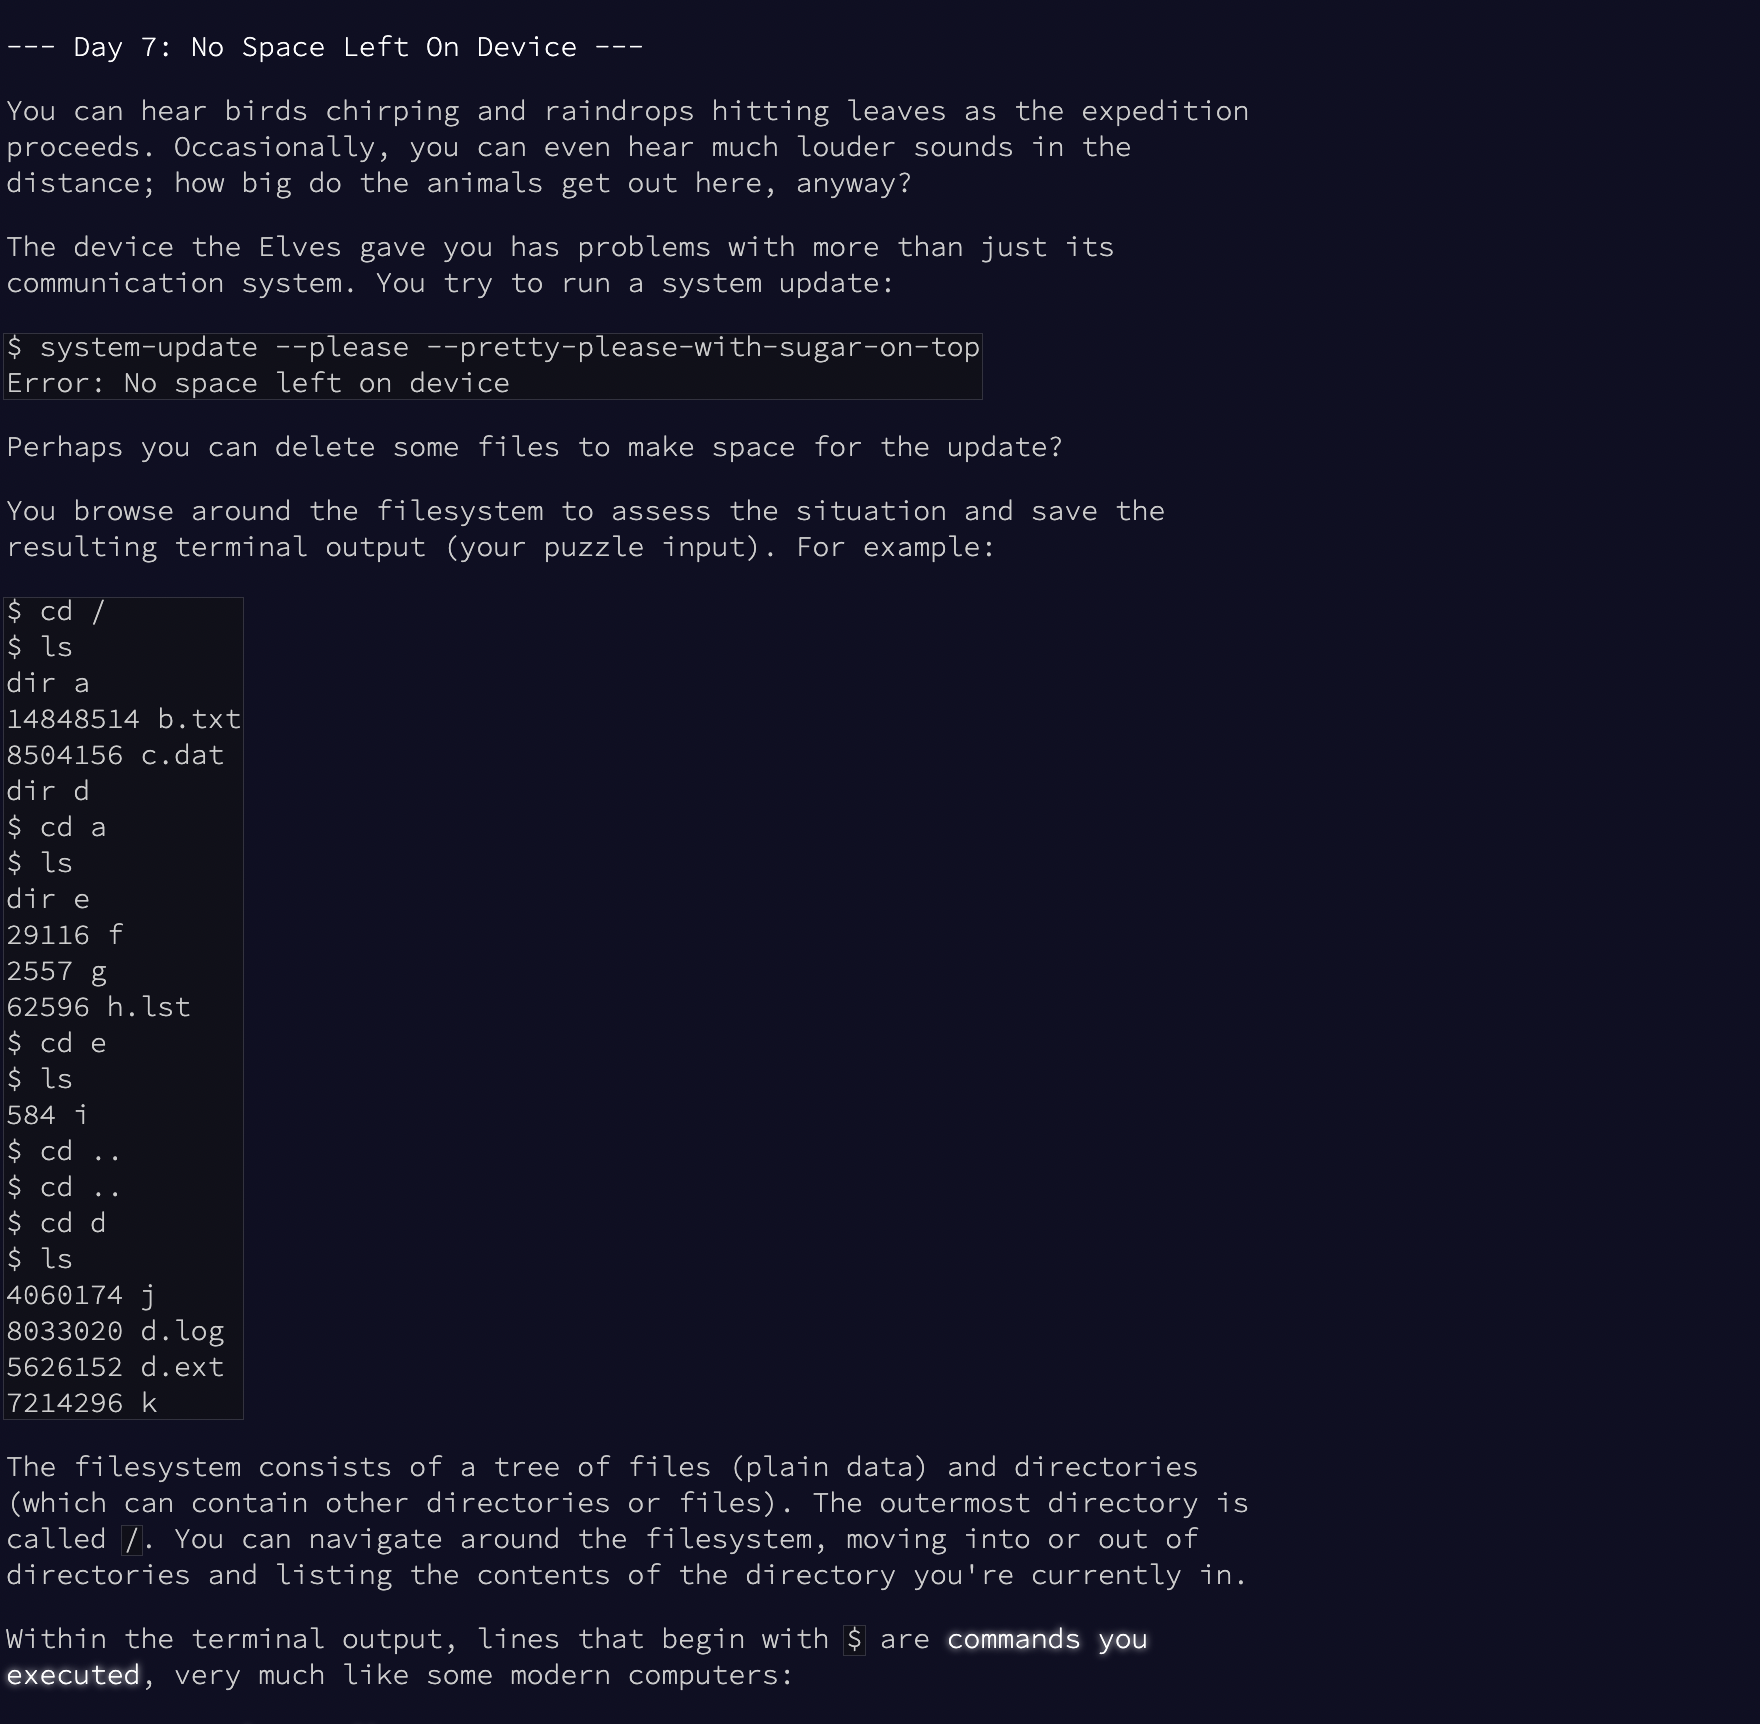 --- Day 7: No Space Left On Device ---
You can hear birds chirping and raindrops hitting leaves as the expedition
proceeds. Occasionally, you can even hear much louder sounds in the
distance; how big do the animals get out here, anyway?
The device the Elves gave you has problems with more than just its
communication system. You try to run a system update:
$ system-update --please --pretty-please-with-sugar-on-top
Error: No space left on device
Perhaps you can delete some files to make space for the update?
You browse around the filesystem to assess the situation and save the
resulting terminal output (your puzzle input). For example:
$ cd /
$ ls
dir a
14848514 b.txt
8504156 c.dat
dir d
$ cd a
$ ls
dir e
29116 f
2557 g
62596 h.lst
$ cd e
$ ls
584 i
$ cd ..
$ cd ..
$ cd d
$ ls
4060174 j
8033020 d.log
5626152 d.ext
7214296 k
The filesystem consists of a tree of files (plain data) and directories
(which can contain other directories or files). The outermost directory is
called /. You can navigate around the filesystem, moving into or out of
directories and listing the contents of the directory you're currently in.
Within the terminal output, lines that begin with $ are commands you
executed, very much like some modern computers: